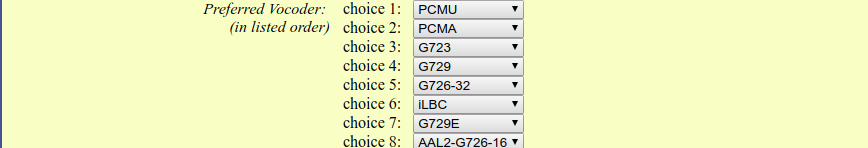 Preferred Vocoder: choice 1: PCMU
(in listed order) choice 2: PCMA
choice 3: G723
choice 4: G729
choice 5: G726-32
choice 6: iLBC
choice 7: G729E
choice 8: AAL2-G726-16